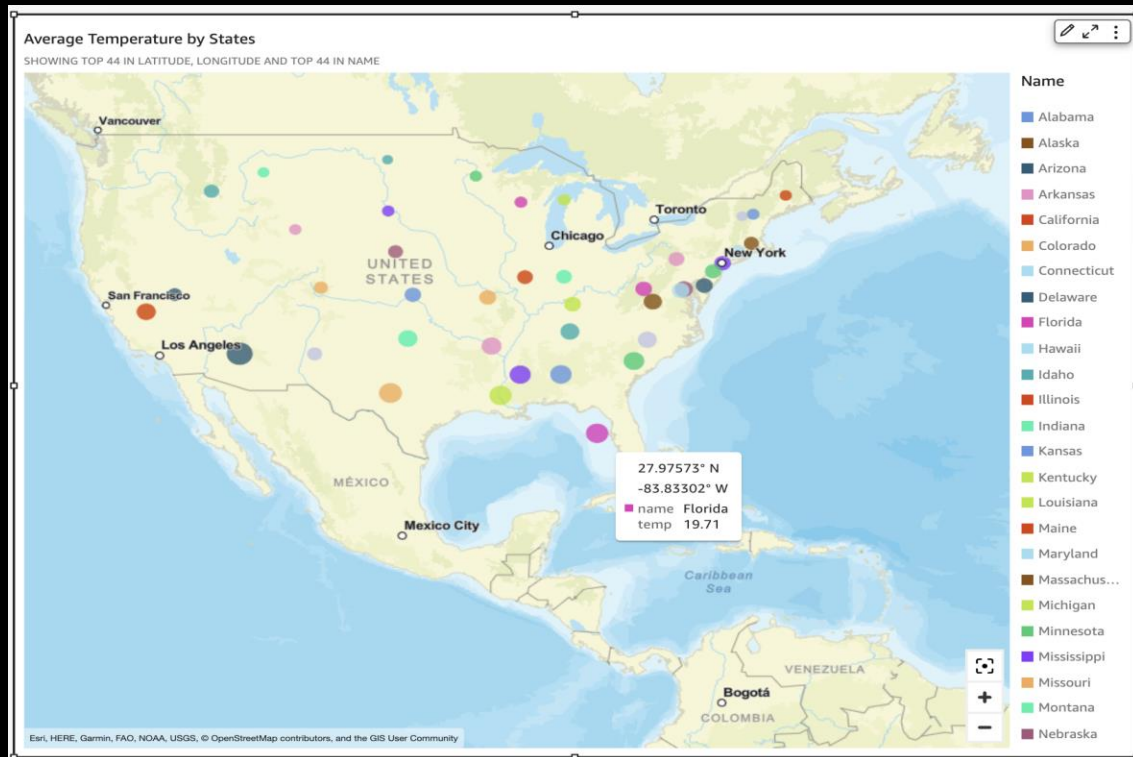 Average Temperature by States
SHOWING TOP 44 IN LATITUDE, LONGITUDE AND TOP 44 IN NAME
Vancouver
Toronto
Chicago
New York
UNITED
STATES
San Francisco
Los Angeles
MÉXICO
Mexico City
27.97573° N
-83.83302° W
name Florida
temp 19.71
Caribbean
Sea
VENEZUELA
Bogotá
COLOMBIA
Esri, HERE, Garmin, FAO, NOAA, USGS, © OpenStreetMap contributors, and the GIS User Community
Name
Alabama
Alaska
Arizona
Arkansas
California
Colorado
Connecticut
Delaware
Florida
Hawaii
Idaho
Illinois
Indiana
Kansas
Kentucky
Louisiana
Maine
Maryland
Massachus...
Michigan
Minnesota
Mississippi
Missouri
Montana
Nebraska